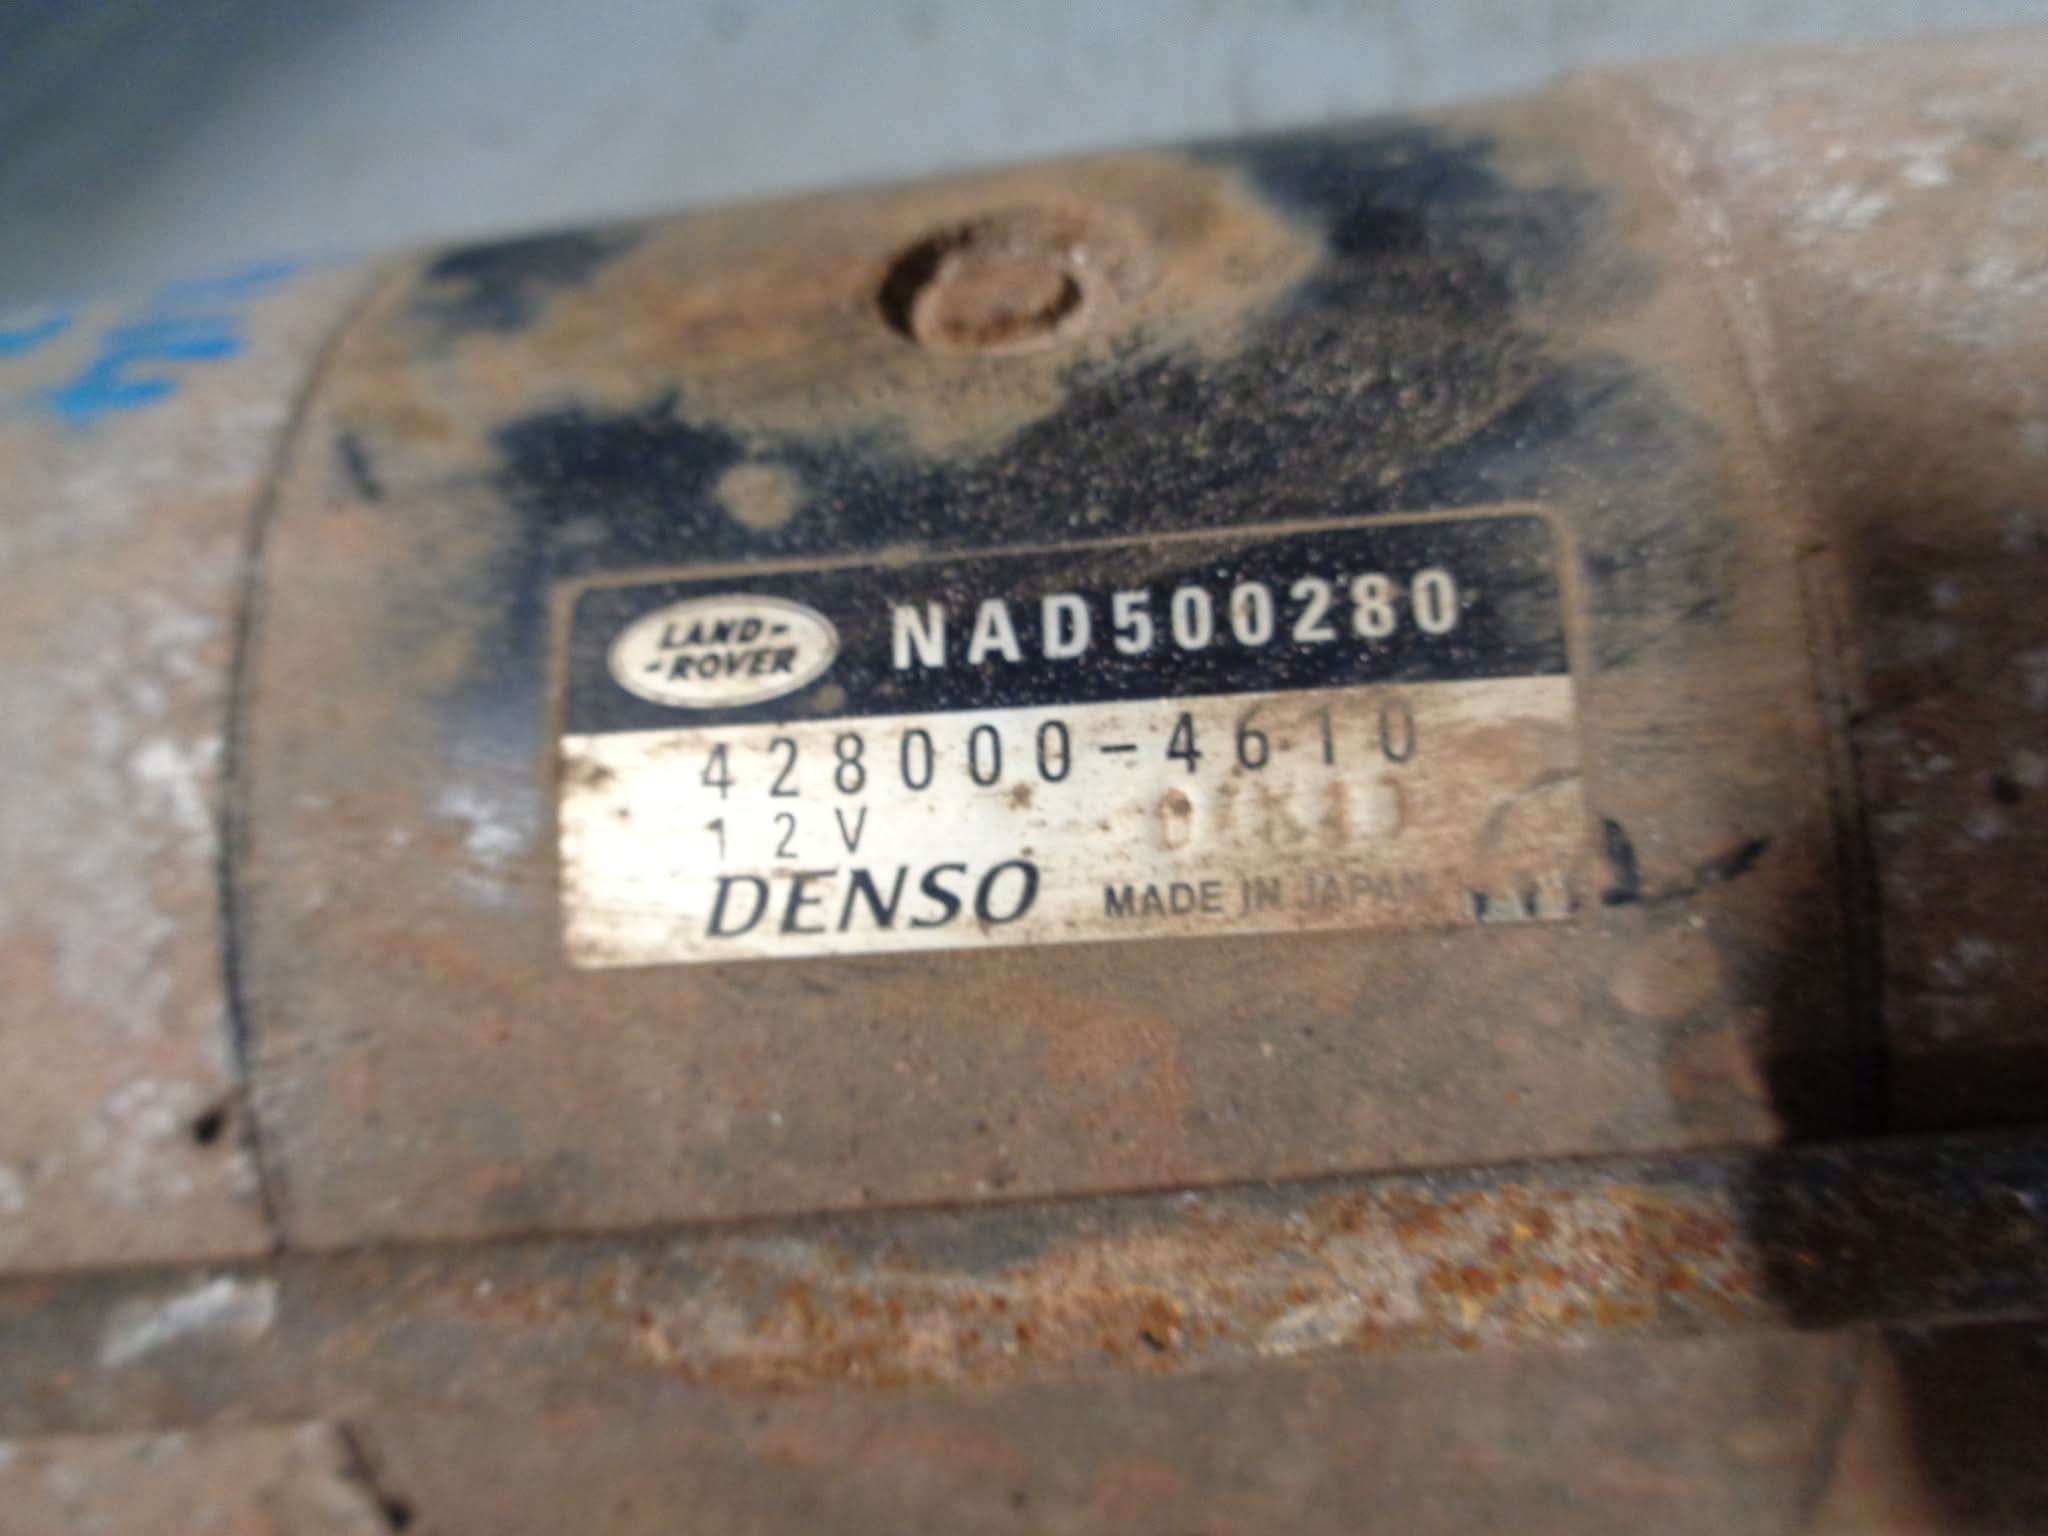 LAND-
-ROVER
NAD500280
428000-4610
12V
DENSO MADE IN JAPAN